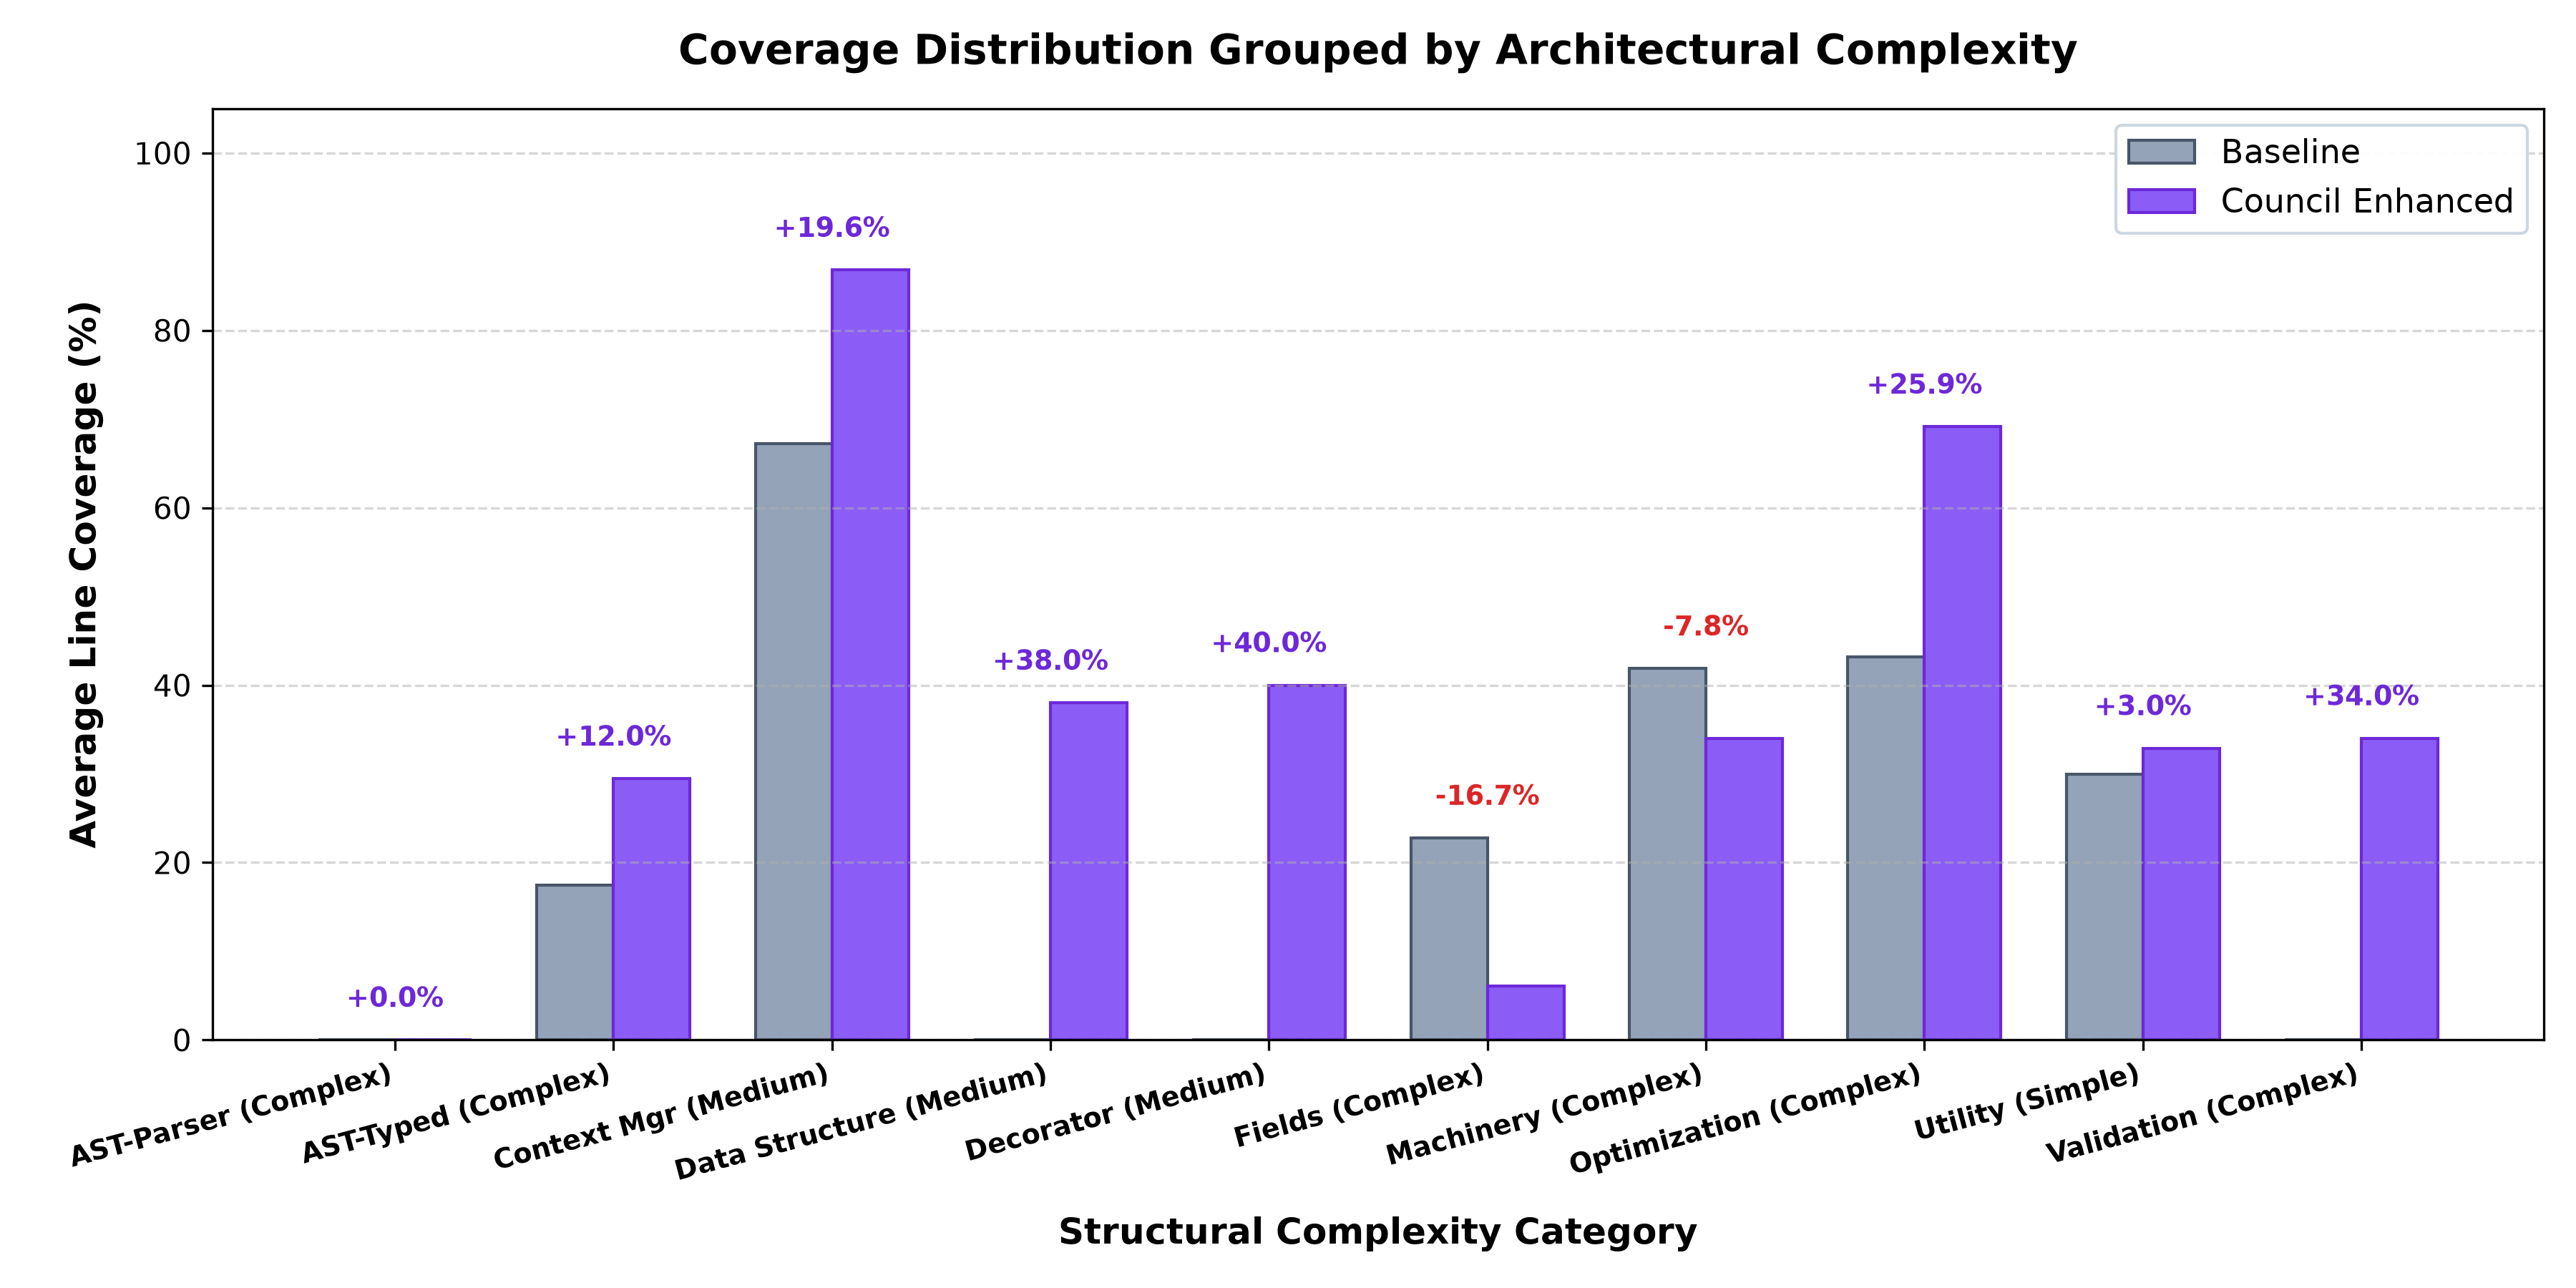 Coverage Distribution Grouped by Architectural Complexity
Baseline
Council Enhanced
Average Line Coverage (%)
100
80
60
40
20
0
+0.0%
+12.0%
+19.6%
+38.0%
+40.0%
-16.7%
-7.8%
+25.9%
+3.0%
+34.0%
AST-Parser (Complex)
AST-Typed (Complex)
Context Mgr (Medium)
Data Structure (Medium)
Decorator (Medium)
Fields (Complex)
Machinery (Complex)
Optimization (Complex)
Utility (Simple)
Validation (Complex)
Structural Complexity Category